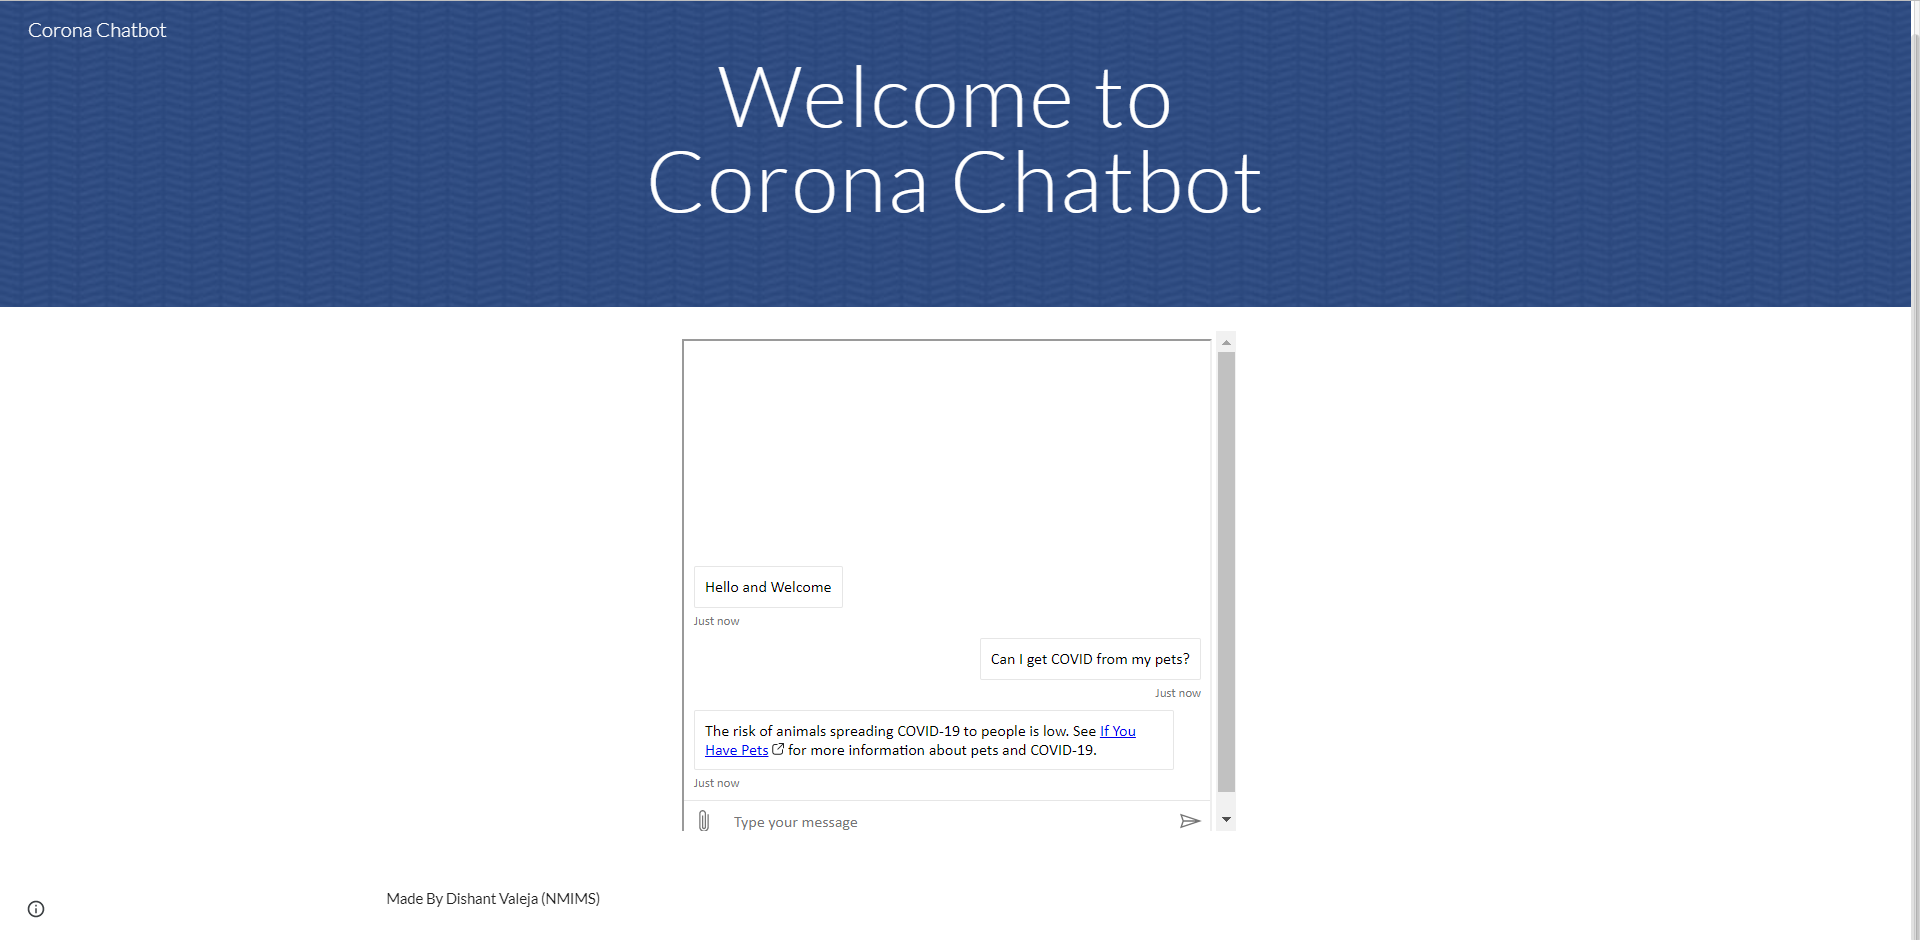 Corona Chatbot
Welcome to
Corona Chatbot
Hello and Welcome
Just now
Can I get COVID from my pets?
Just now
The risk of animals spreading COVID-19 to people is low. See If You
Have Pets for more information about pets and COVID-19.
Just now
Type your message
Made By Dishant Valeja (NMIMS)